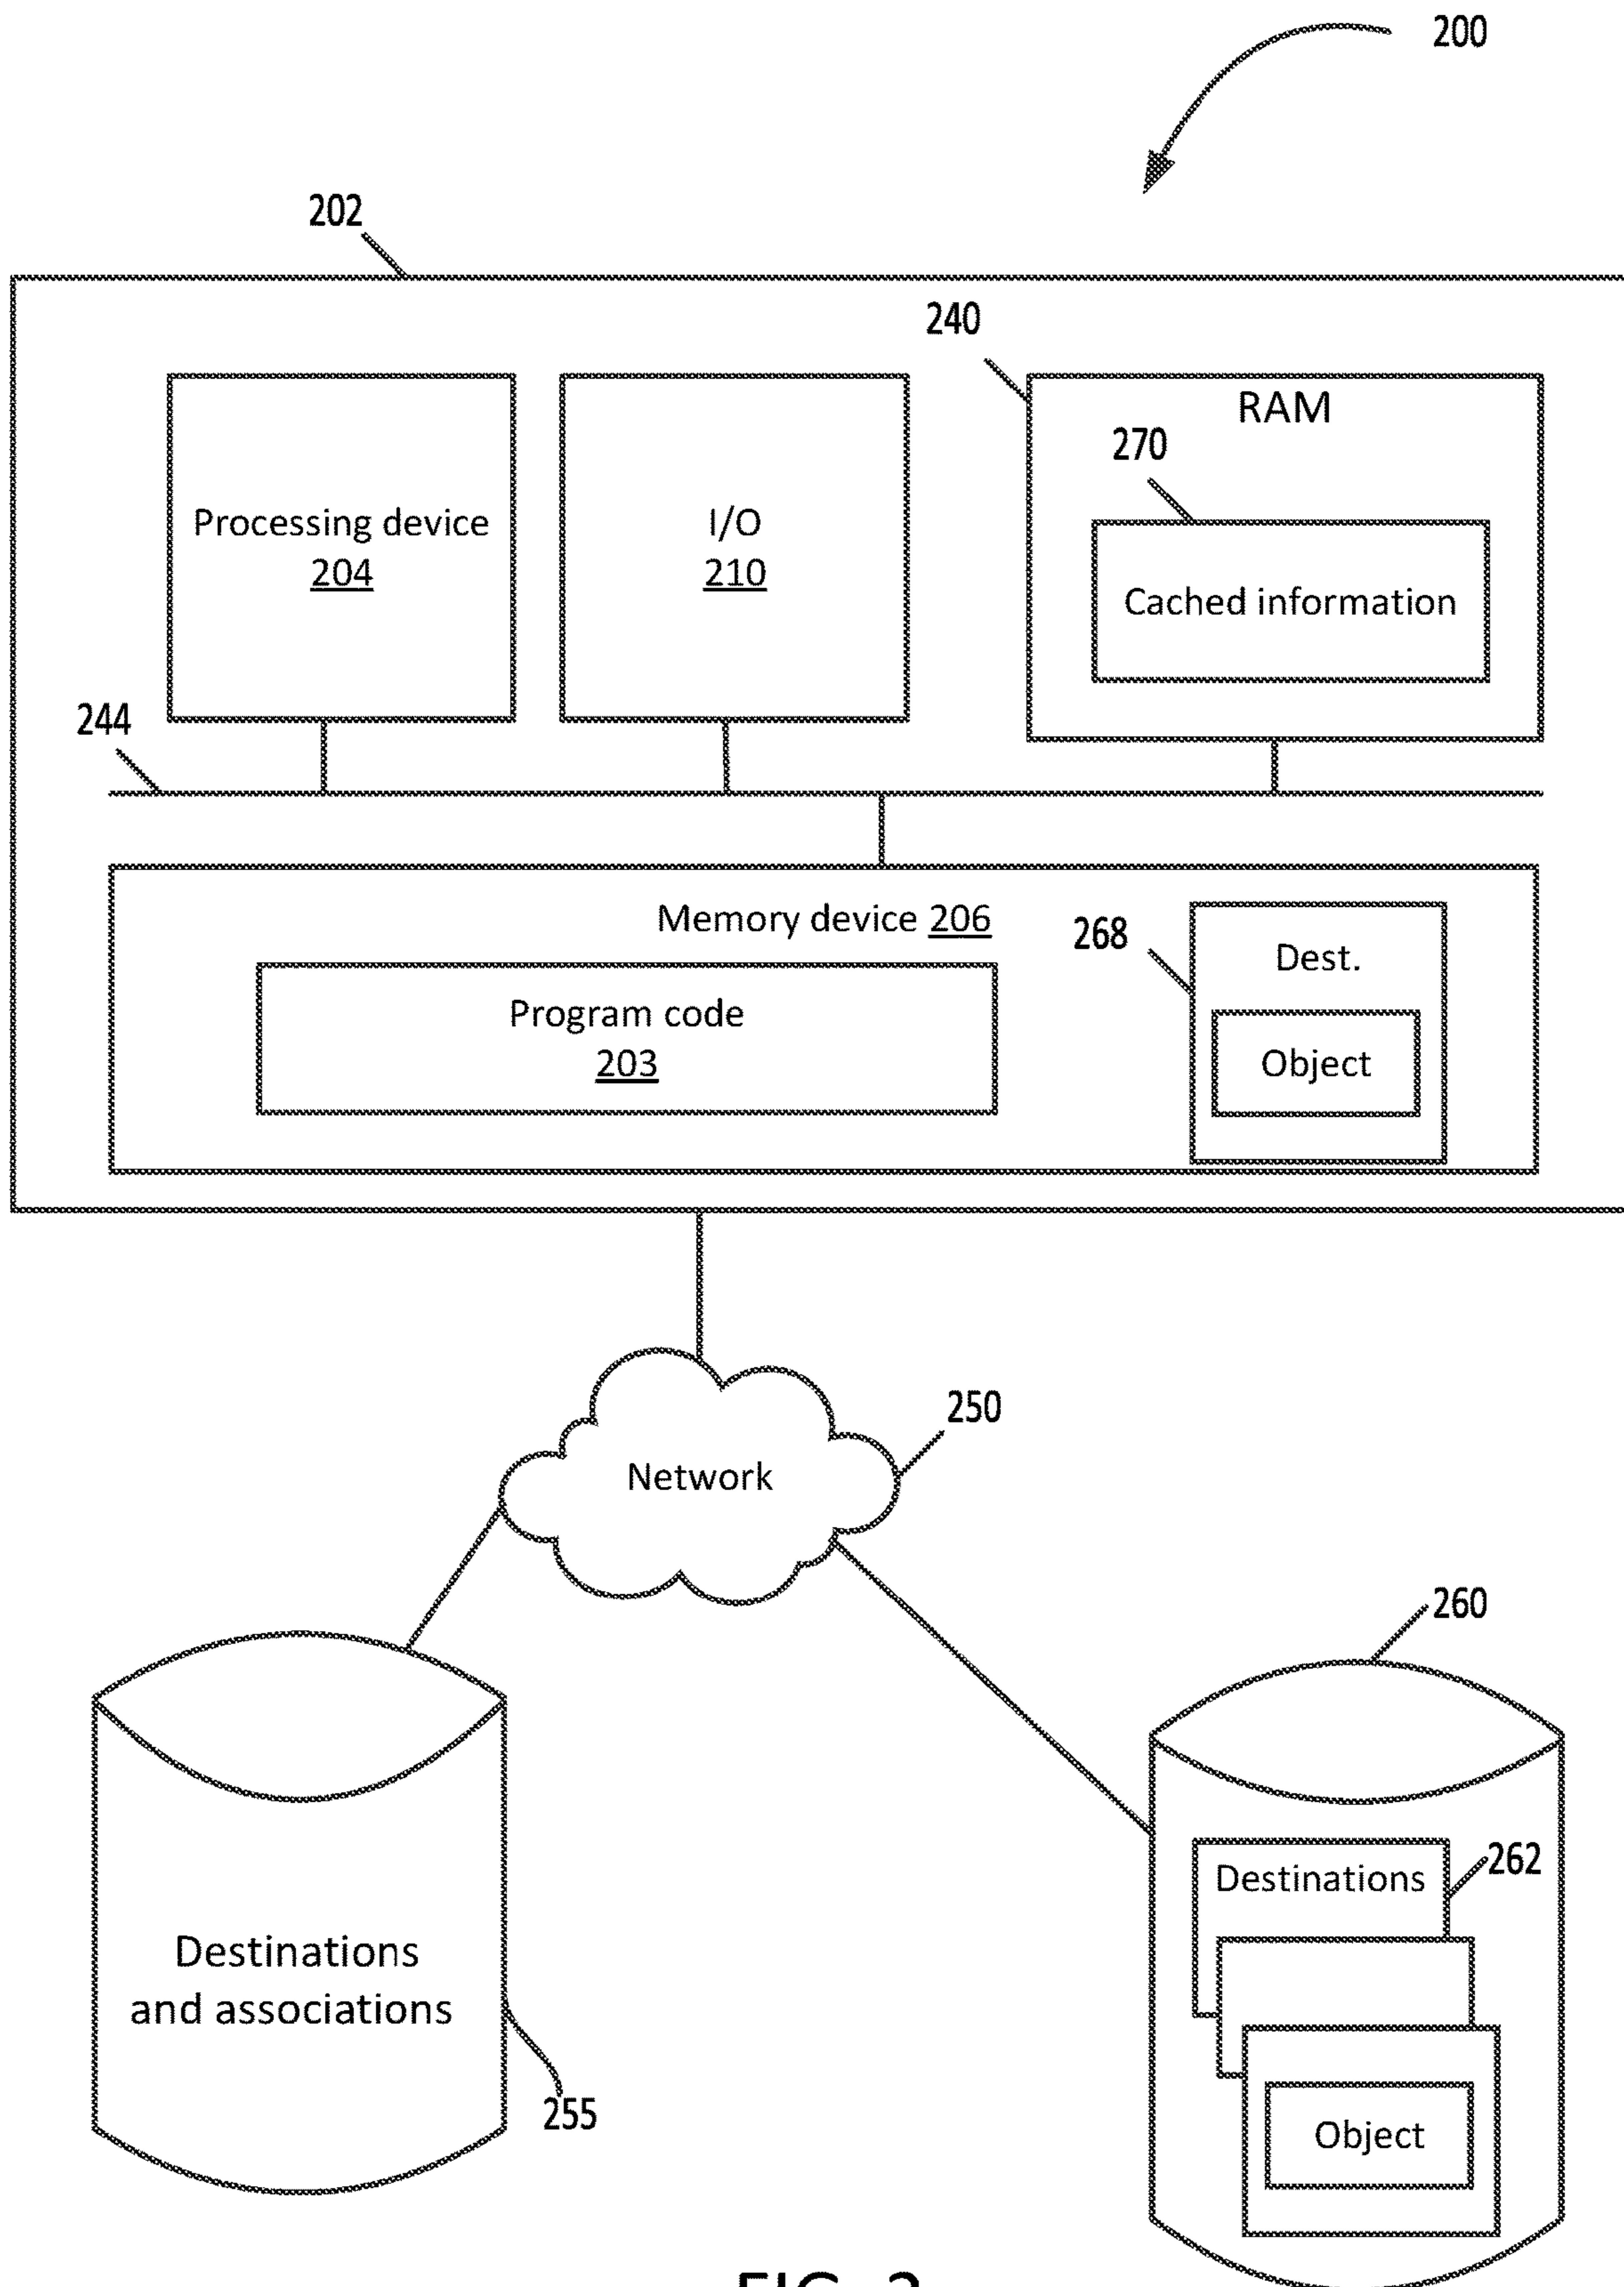 200
202
240
RAM
270
Processing device
204
I/O
210
Cached information
244
Memory device 206
268
Dest.
Program code
203
Object
Network
250
260
Destinations
262
Destinations
and associations
255
Object